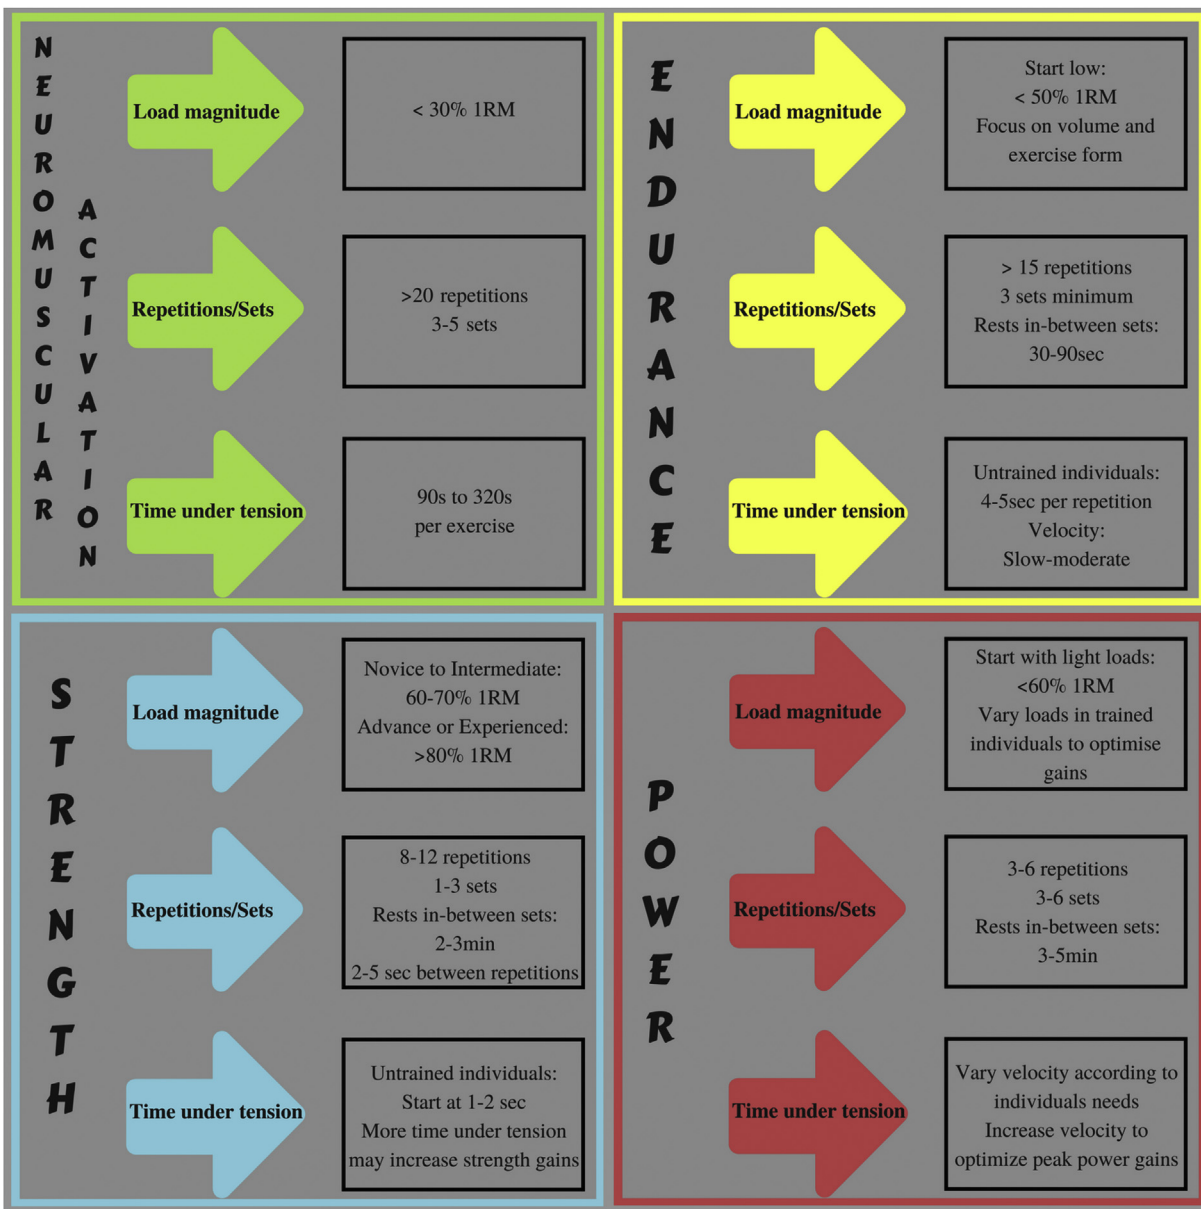 NEUROMUSCULAR
ACTIVATION
Load magnitude
< 30% 1RM
Repetitions/Sets
>20 repetitions
3-5 sets
Time under tension
90s to 320s
per exercise
ENDURANCE
Load magnitude
Start low:
< 50% 1RM
Focus on volume and
exercise form
Repetitions/Sets
> 15 repetitions
3 sets minimum
Rests in-between sets:
30-90sec
Time under tension
Untrained individuals:
4-5sec per repetition
Velocity:
Slow-moderate
STRENGTH
Load magnitude
Novice to Intermediate:
60-70% 1RM
Advance or Experienced:
>80% 1RM
Repetitions/Sets
8-12 repetitions
1-3 sets
Rests in-between sets:
2-3min
2-5 sec between repetitions
Time under tension
Untrained individuals:
Start at 1-2 sec
More time under tension
may increase strength gains
POWER
Load magnitude
Start with light loads:
<60% 1RM
Vary loads in trained
individuals to optimise
gains
Repetitions/Sets
3-6 repetitions
3-6 sets
Rests in-between sets:
3-5min
Time under tension
Vary velocity according to
individuals needs
Increase velocity to
optimize peak power gains